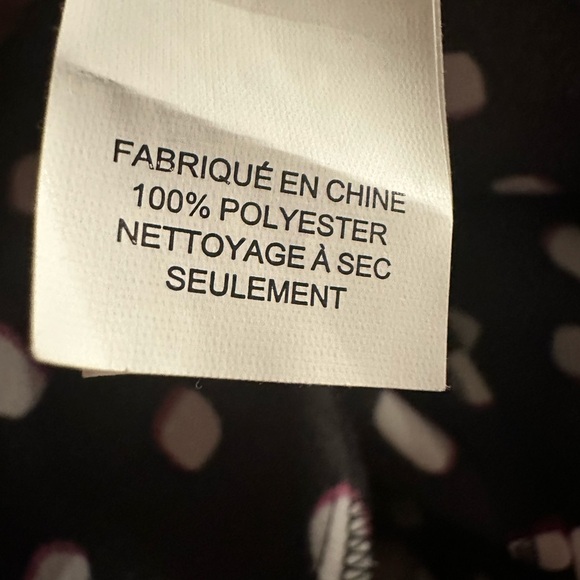 FABRIQUÉ EN CHINE
100% POLYESTER
NETTOYAGE À SEC
SEULEMENT